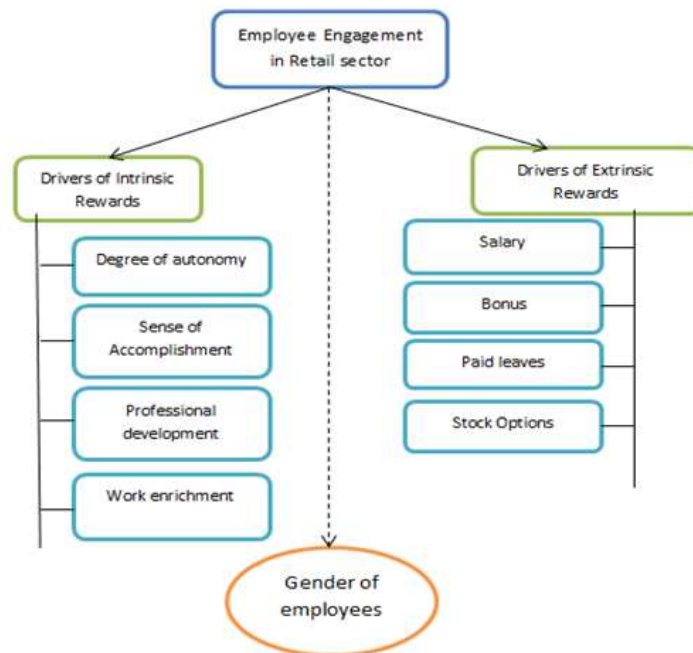 Employee Engagement
in Retail sector
Drivers of Intrinsic
Rewards
Degree of autonomy
Sense of
Accomplishment
Professional
development
Work enrichment
Drivers of Extrinsic
Rewards
Salary
Bonus
Paid leaves
Stock Options
Gender of
employees